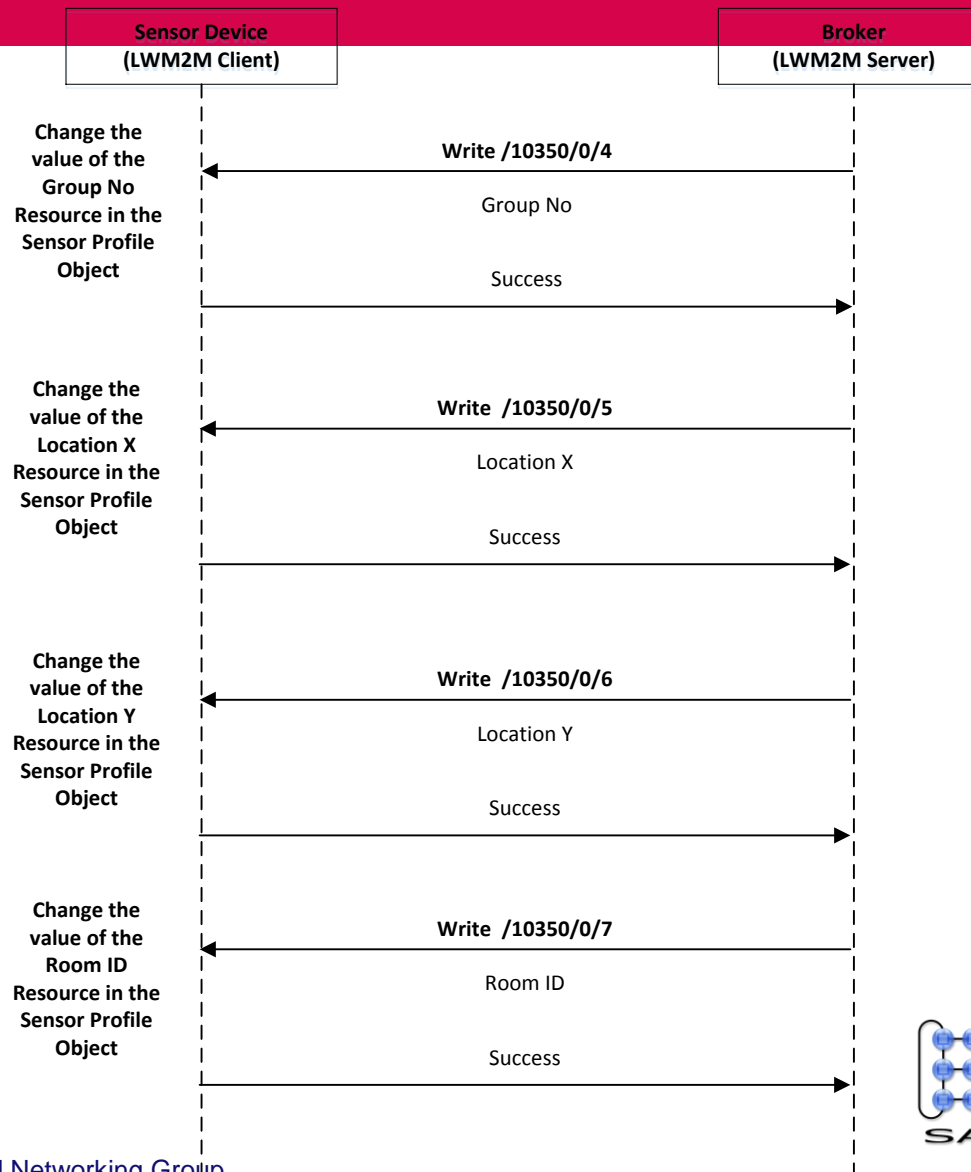 Sensor Device
(LWM2M Client)
Broker
(LWM2M Server)
Change the
value of the
Group No
Resource in the
Sensor Profile
Object
Write /10350/0/4
Group No
Success
Change the
value of the
Location X
Resource in the
Sensor Profile
Object
Write /10350/0/5
Location X
Success
Change the
value of the
Location Y
Resource in the
Sensor Profile
Object
Write /10350/0/6
Location Y
Success
Change the
value of the
Room ID
Resource in the
Sensor Profile
Object
Write /10350/0/7
Room ID
Success
Networking Group